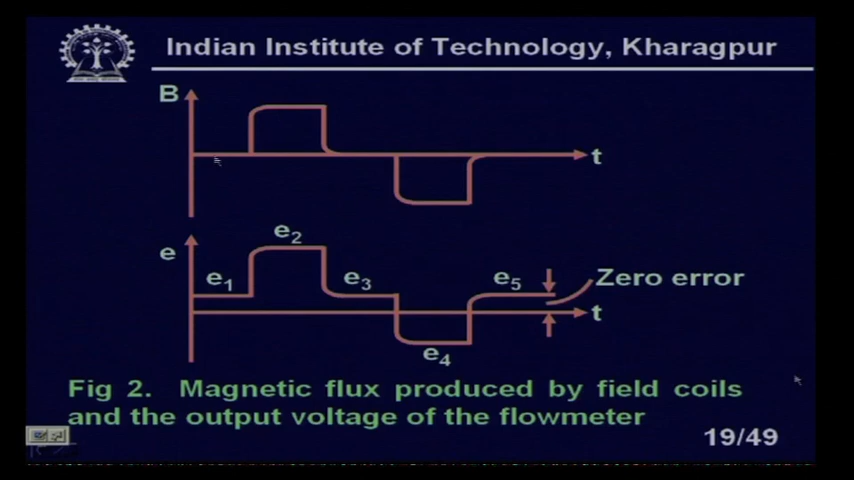 Indian Institute of Technology, Kharagpur
B
t
e
e1
e2
e3
e4
e5
Zero error
t
Fig 2. Magnetic flux produced by field coils
and the output voltage of the flowmeter
19/49